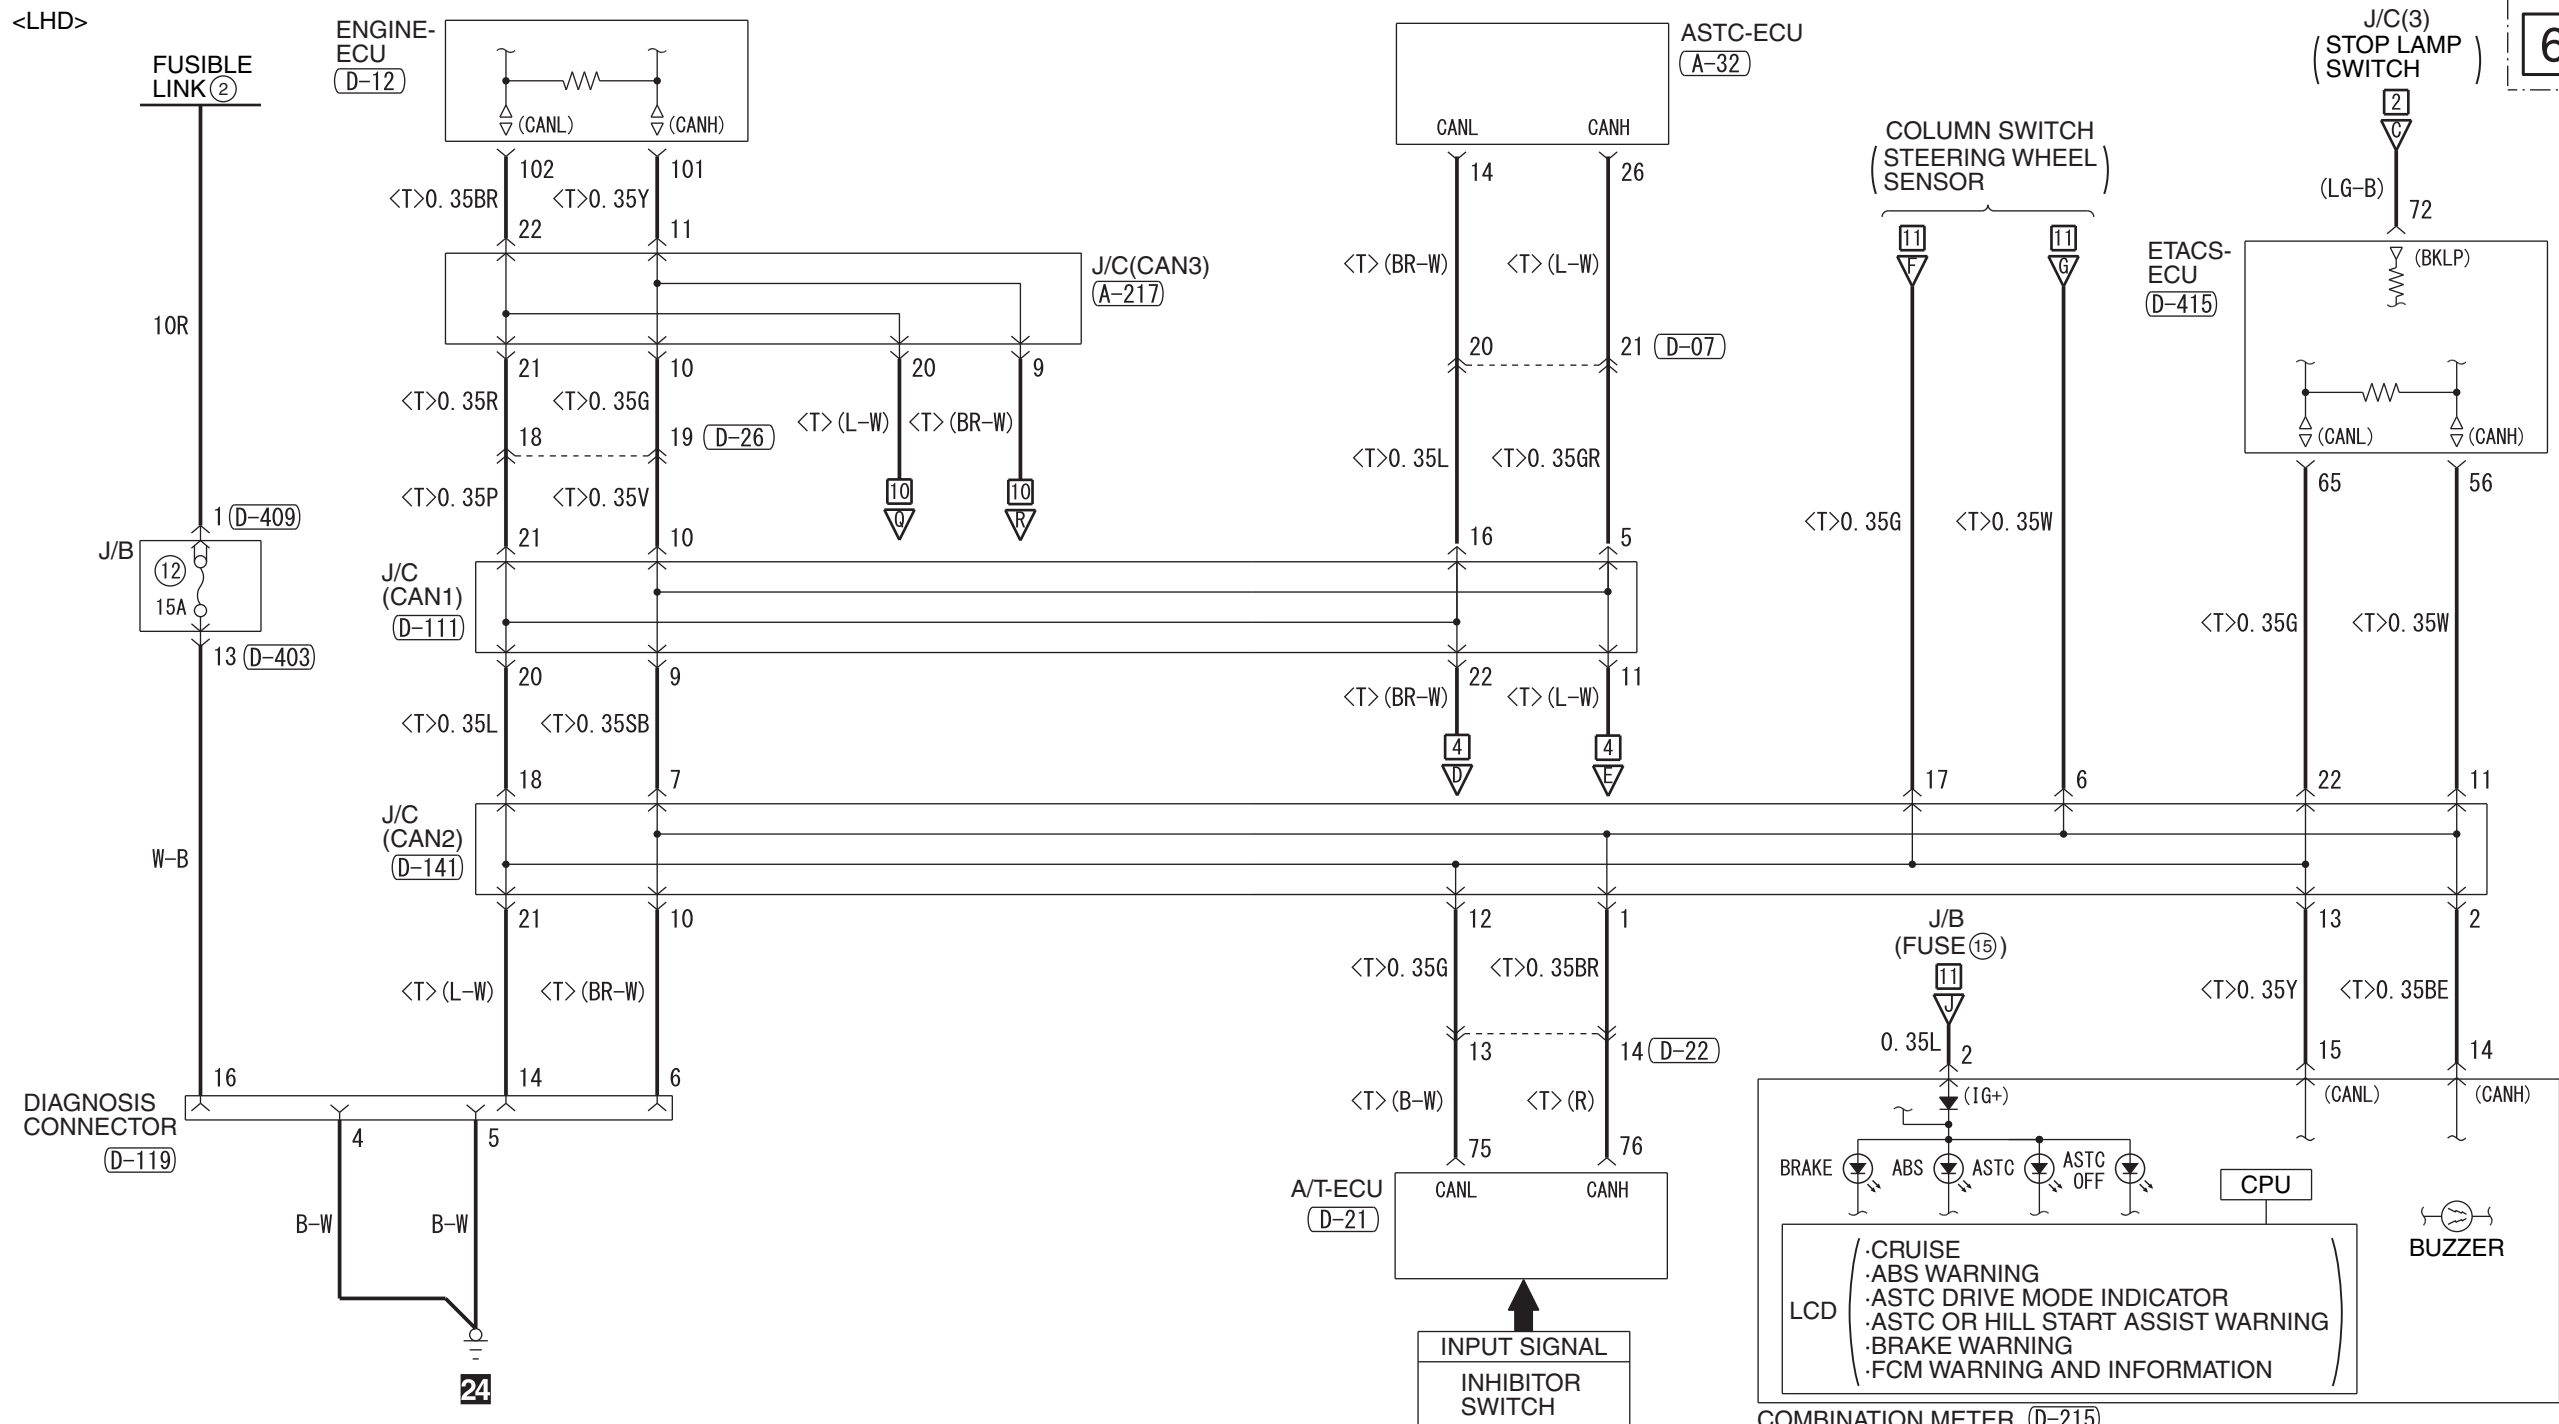 <LHD>
FUSIBLE
LINK 2
10R
1 D-409
J/B
12
15A
13 D-403
W-B
16
DIAGNOSIS
CONNECTOR
D-119
4
5
B-W
B-W
24
ENGINE-
ECU
D-12
(CANL)
(CANH)
102
101
<T>0.35BR
<T>0.35Y
22
11
J/C(CAN3)
A-217
21
10
20
9
<T>0.35R
<T>0.35G
<T>(L-W)
<T>(BR-W)
18
19 D-26
10
Q
10
R
<T>0.35P
<T>0.35V
21
10
J/C
(CAN1)
D-111
20
9
<T>0.35L
<T>0.35SB
18
7
J/C
(CAN2)
D-141
21
10
<T>(L-W)
<T>(BR-W)
14
6
ASTC-ECU
A-32
CANL
CANH
14
26
<T>(BR-W)
<T>(L-W)
20
21 D-07
<T>0.35L
<T>0.35GR
16
5
22
11
<T>(BR-W)
<T>(L-W)
4
D
4
E
12
1
<T>0.35G
<T>0.35BR
13
14 D-22
<T>(B-W)
<T>(R)
75
76
A/T-ECU
D-21
CANL
CANH
INPUT SIGNAL
INHIBITOR
SWITCH
COLUMN SWITCH
(STEERING WHEEL
SENSOR)
11
F
11
G
<T>0.35G
<T>0.35W
17
6
J/C(3)
(STOP LAMP
SWITCH)
6
2
C
(LG-B)
72
ETACS-
ECU
D-415
(BKLP)
(CANL)
(CANH)
65
56
<T>0.35G
<T>0.35W
22
11
13
2
<T>0.35Y
<T>0.35BE
15
14
(CANL)
(CANH)
J/B
(FUSE 15)
11
J
0.35L
2
(IG+)
BRAKE
ABS
ASTC
ASTC
OFF
CPU
BUZZER
LCD
·CRUISE
·ABS WARNING
·ASTC DRIVE MODE INDICATOR
·ASTC OR HILL START ASSIST WARNING
·BRAKE WARNING
·FCM WARNING AND INFORMATION
COMBINATION METER D-215